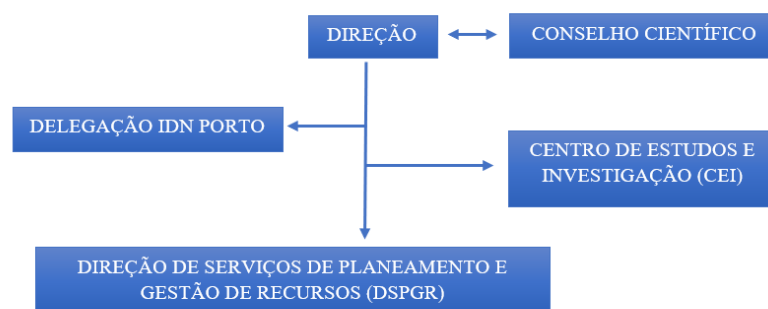 DIREÇÃO
CONSELHO CIENTÍFICO
DELEGAÇÃO IDN PORTO
CENTRO DE ESTUDOS E
INVESTIGAÇÃO (CEI)
DIREÇÃO DE SERVIÇOS DE PLANEAMENTO E
GESTÃO DE RECURSOS (DSPGR)